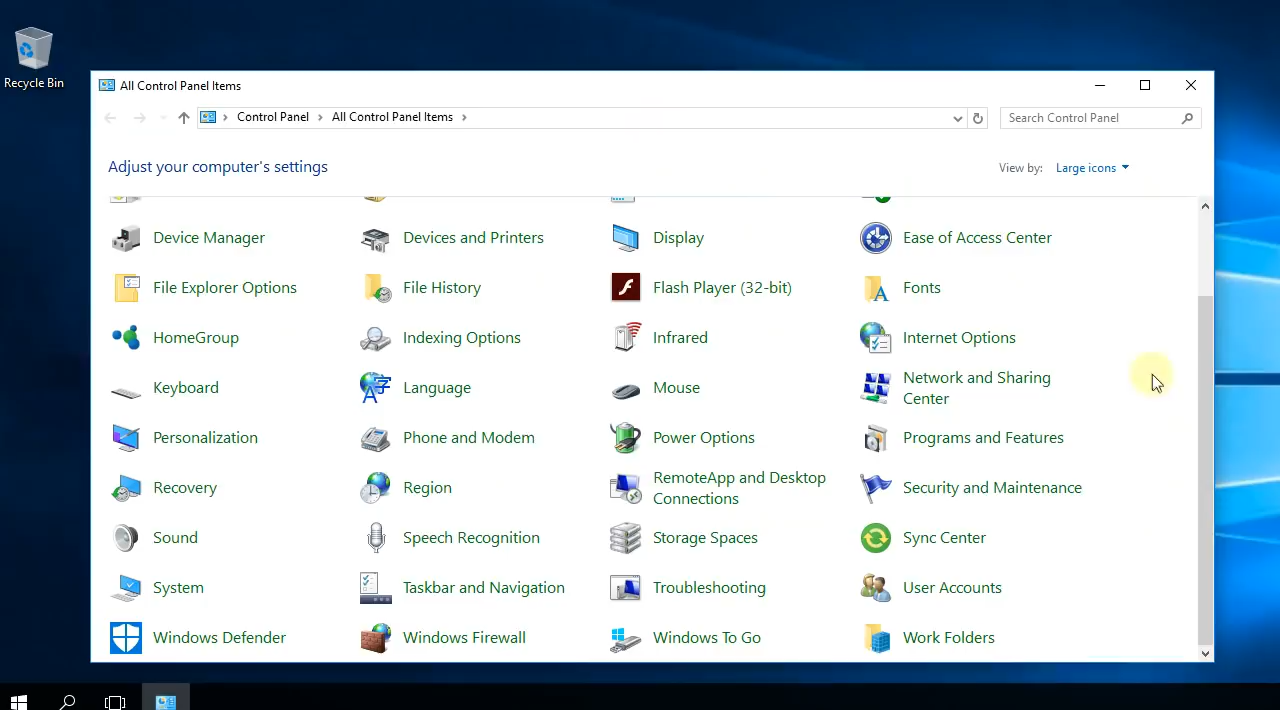 Recycle Bin
All Control Panel Items
Control Panel
All Control Panel Items
Search Control Panel
Adjust your computer's settings
View by:
Large icons
Device Manager
Devices and Printers
Display
Ease of Access Center
File Explorer Options
File History
Flash Player (32-bit)
Fonts
HomeGroup
Indexing Options
Infrared
Internet Options
Keyboard
Language
Mouse
Network and Sharing
Center
Personalization
Phone and Modem
Power Options
Programs and Features
Recovery
Region
RemoteApp and Desktop
Connections
Security and Maintenance
Sound
Speech Recognition
Storage Spaces
Sync Center
System
Taskbar and Navigation
Troubleshooting
User Accounts
Windows Defender
Windows Firewall
Windows To Go
Work Folders